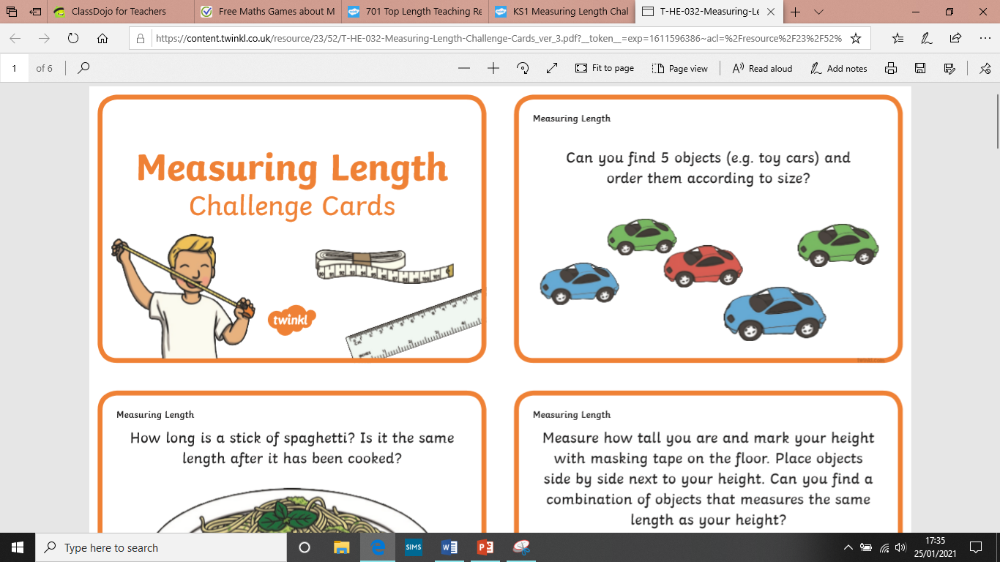 ClassDojo for Teachers
Free Maths Games about M
701 Top Length Teaching Re
KS1 Measuring Length Chal
T-HE-032-Measuring-Le
https://content.twinkl.co.uk/resource/23/52/T-HE-032-Measuring-Length-Challenge-Cards_ver_3.pdf?__token__=exp=1611596386~acl=%2Fresource%2F23%2F52%
1
of 6
Fit to page
Page view
Read aloud
Add notes
Measuring Length
Challenge Cards
twinkl
Measuring Length
Can you find 5 objects (e.g. toy cars) and
order them according to size?
Measuring Length
How long is a stick of spaghetti? Is it the same
length after it has been cooked?
Measuring Length
Measure how tall you are and mark your height
with masking tape on the floor. Place objects
side by side next to your height. Can you find a
combination of objects that measures the same
length as your height?
Type here to search
SIMS
17:35
25/01/2021